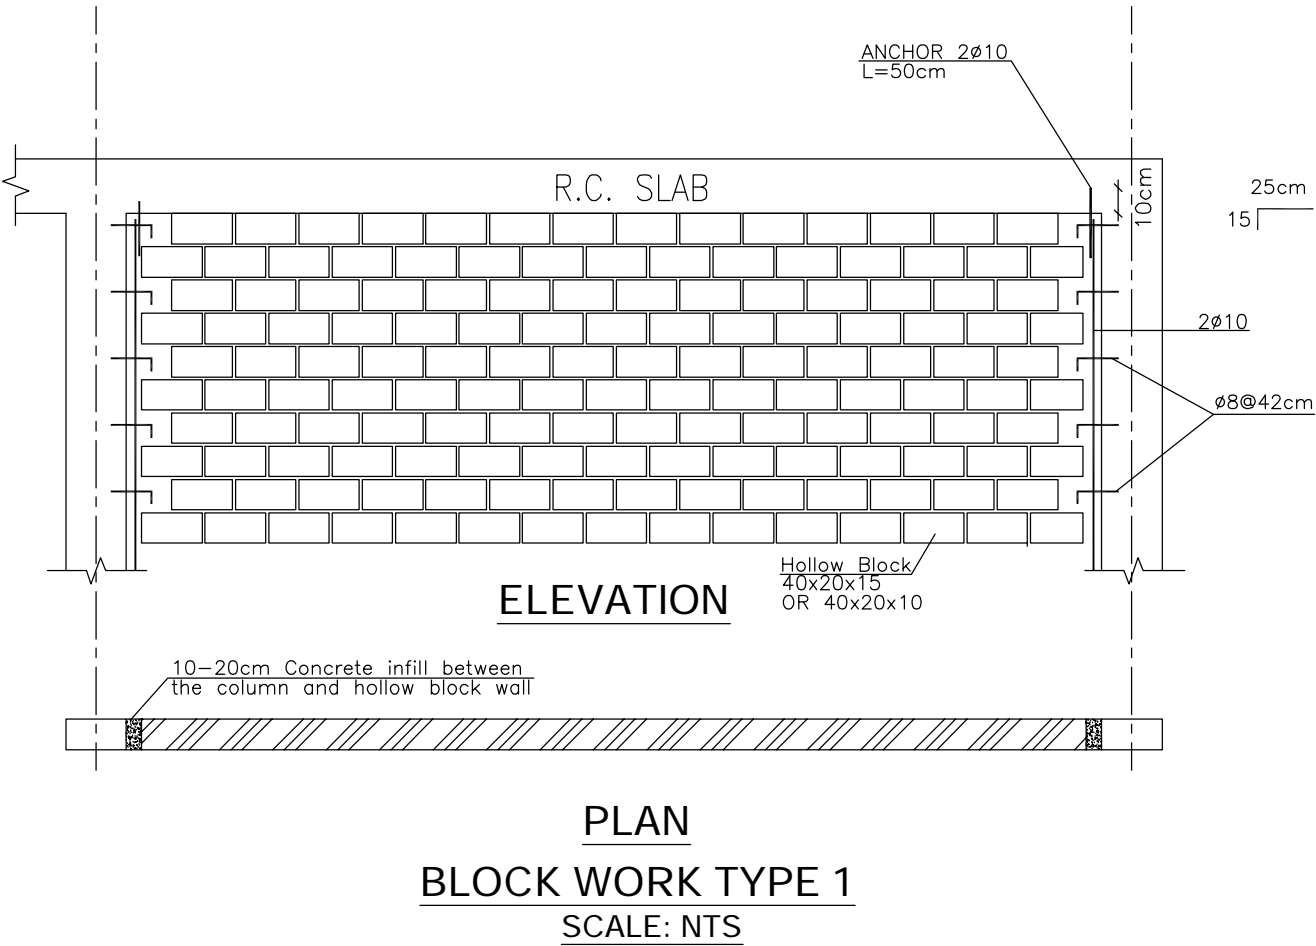 ANCHOR 2ø10
L=50cm
R.C. SLAB
10cm
25cm
15
2ø10
ø8@42cm
Hollow Block
40x20x15
OR 40x20x10
ELEVATION
10-20cm Concrete infill between
the column and hollow block wall
PLAN
BLOCK WORK TYPE 1
SCALE: NTS